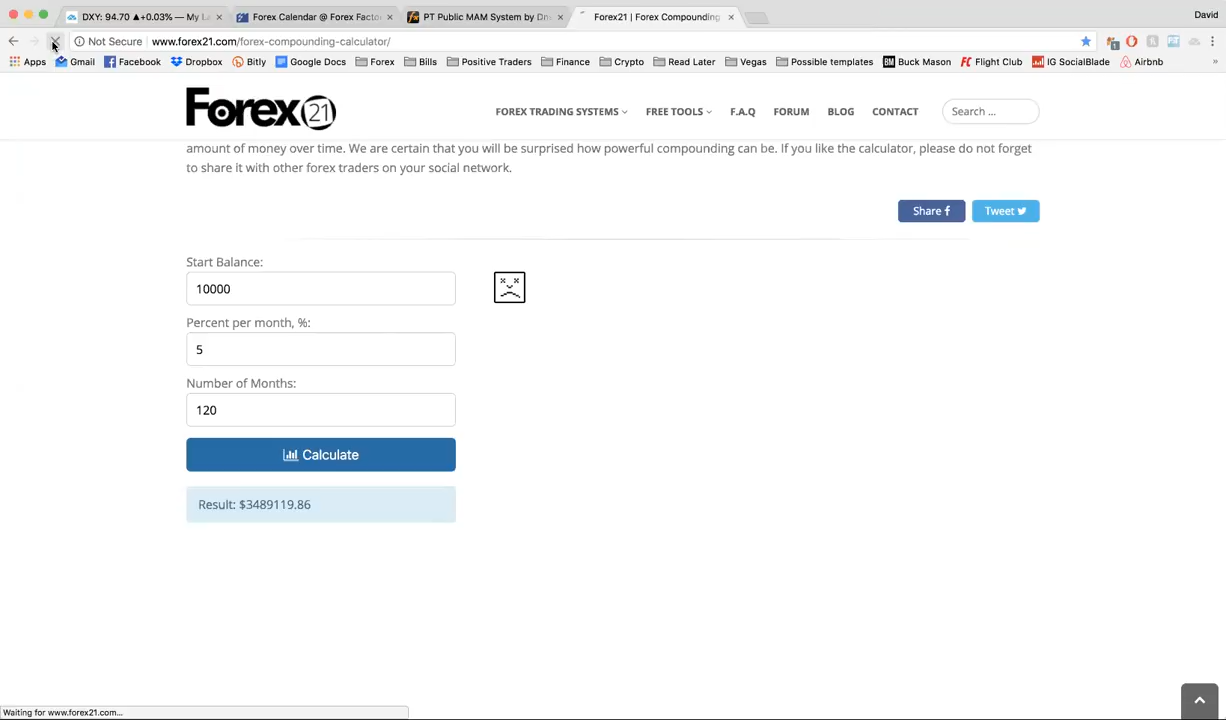 DXY: 94.70 ▲+0.03% — My L
Forex Calendar @ Forex Facto
PT Public MAM System by Dn
Forex21 | Forex Compounding
David
Not Secure www.forex21.com/forex-compounding-calculator/
Apps Gmail Facebook Dropbox Bitly Google Docs Forex Bills Positive Traders Finance Crypto Read Later Vegas Possible templates BM Buck Mason FC Flight Club IG SocialBlade Airbnb »
Forex21
FOREX TRADING SYSTEMS FREE TOOLS F.A.Q FORUM BLOG CONTACT Search ...
amount of money over time. We are certain that you will be surprised how powerful compounding can be. If you like the calculator, please do not forget
to share it with other forex traders on your social network.
Share f Tweet
Start Balance:
10000
Percent per month, %:
5
Number of Months:
120
Calculate
Result: $3489119.86
Waiting for www.forex21.com...